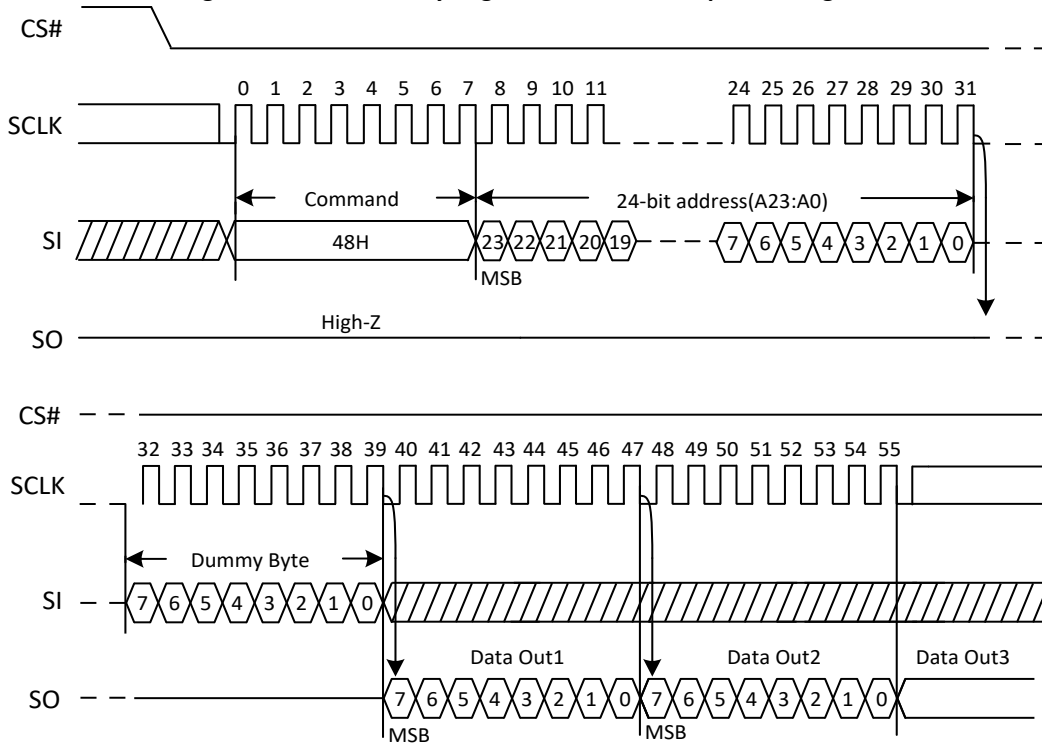 CS#
0 1 2 3 4 5 6 7 8 9 10 11 24 25 26 27 28 29 30 31
SCLK
Command 24-bit address(A23:A0)
SI 48H 23 22 21 20 19 7 6 5 4 3 2 1 0
MSB
High-Z
SO
CS#
32 33 34 35 36 37 38 39 40 41 42 43 44 45 46 47 48 49 50 51 52 53 54 55
SCLK
Dummy Byte
SI 7 6 5 4 3 2 1 0
Data Out1 Data Out2 Data Out3
SO 7 6 5 4 3 2 1 0 7 6 5 4 3 2 1 0
MSB MSB